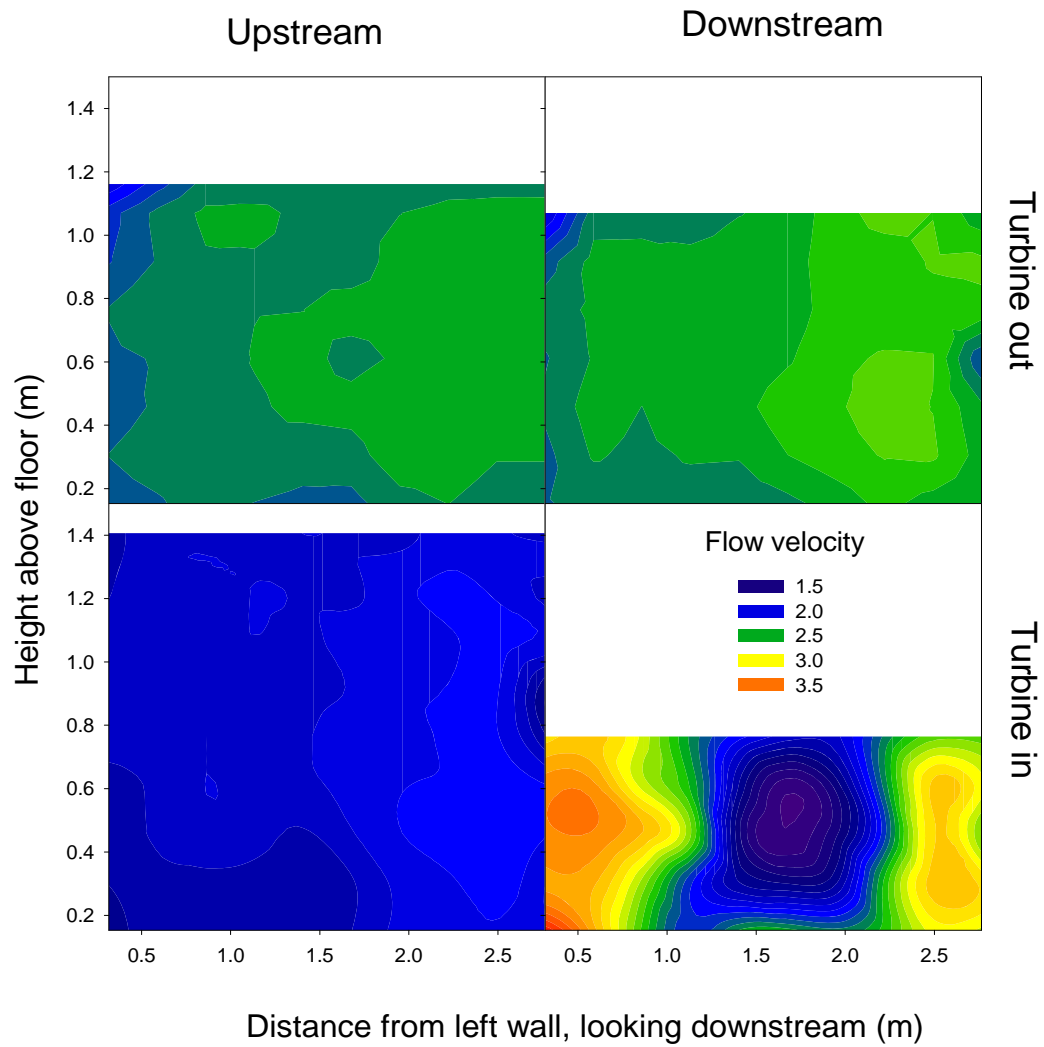 Upstream
Downstream
1.4
1.2
1.0
0.8
0.6
0.4
0.2
Turbine out
Height above floor (m)
1.4
1.2
1.0
0.8
0.6
0.4
0.2
Flow velocity
1.5
2.0
2.5
3.0
3.5
Turbine in
0.5 1.0 1.5 2.0 2.5
0.5 1.0 1.5 2.0 2.5
Distance from left wall, looking downstream (m)